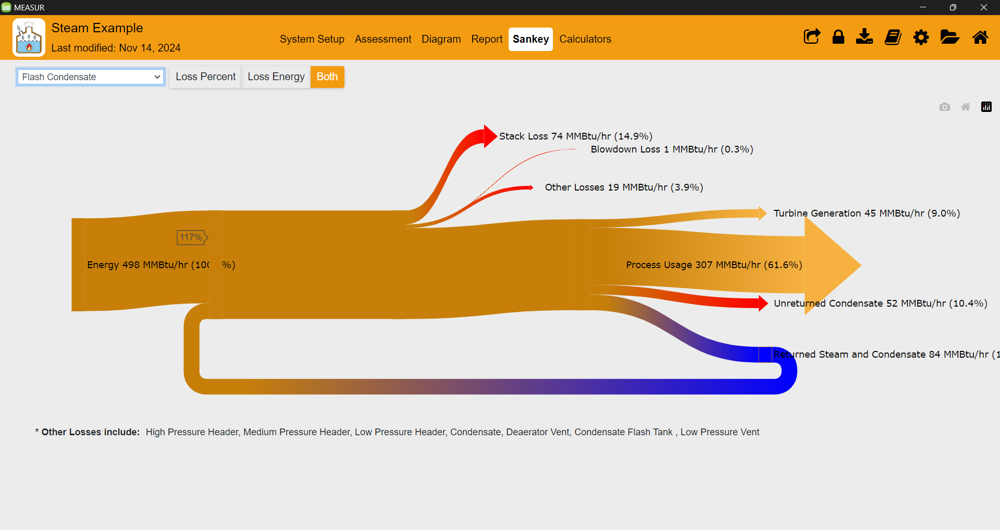 MEASUR
Steam Example
Last modified: Nov 14, 2024
System Setup Assessment Diagram Report Sankey Calculators
Flash Condensate
Loss Percent Loss Energy Both
Stack Loss 74 MMBtu/hr (14.9%)
Blowdown Loss 1 MMBtu/hr (0.3%)
Other Losses 19 MMBtu/hr (3.9%)
Turbine Generation 45 MMBtu/hr (9.0%)
117%
Energy 498 MMBtu/hr (100 %)
Process Usage 307 MMBtu/hr (61.6%)
Unreturned Condensate 52 MMBtu/hr (10.4%)
Returned Steam and Condensate 84 MMBtu/hr (1
* Other Losses include: High Pressure Header, Medium Pressure Header, Low Pressure Header, Condensate, Deaerator Vent, Condensate Flash Tank , Low Pressure Vent